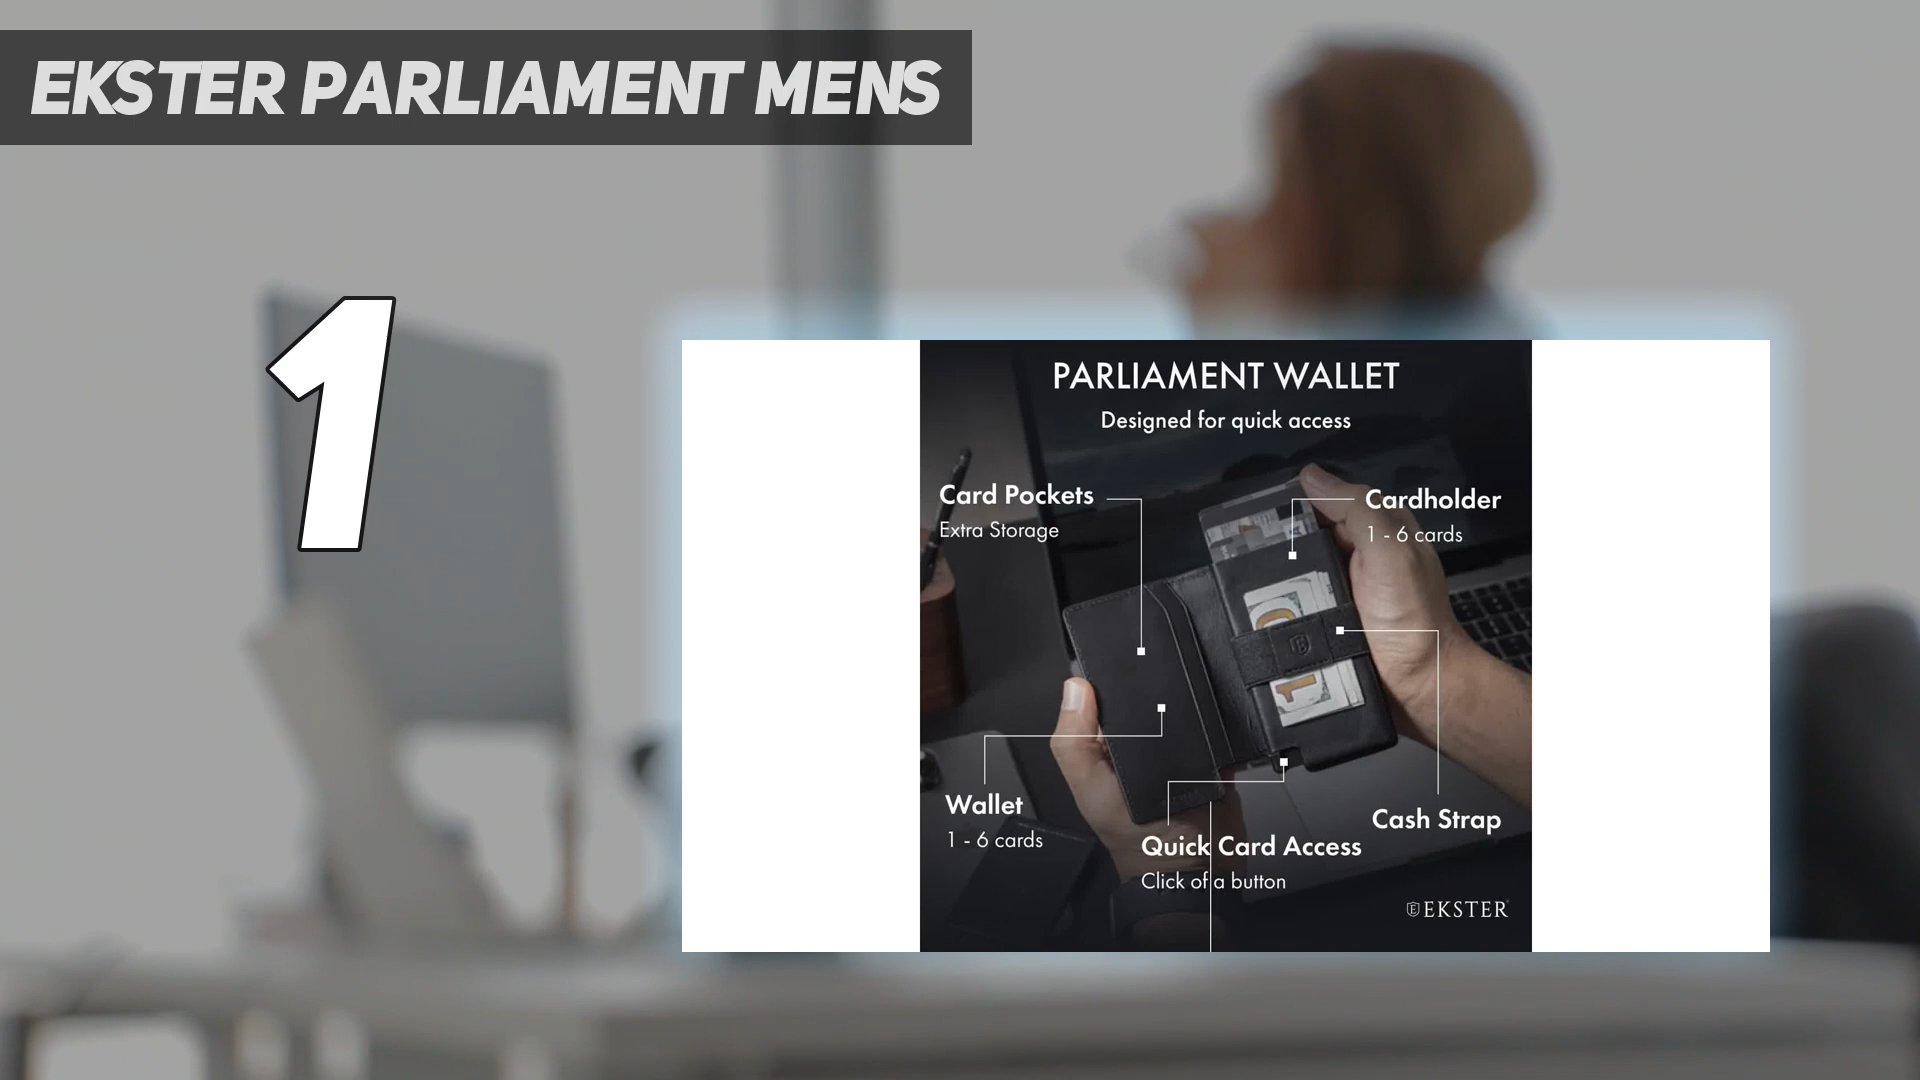 EKSTER PARLIAMENT MENS
1
PARLIAMENT WALLET
Designed for quick access
Card Pockets
Extra Storage
Cardholder
1 - 6 cards
Wallet
1 - 6 cards
Quick Card Access
Click of a button
Cash Strap
EKSTER